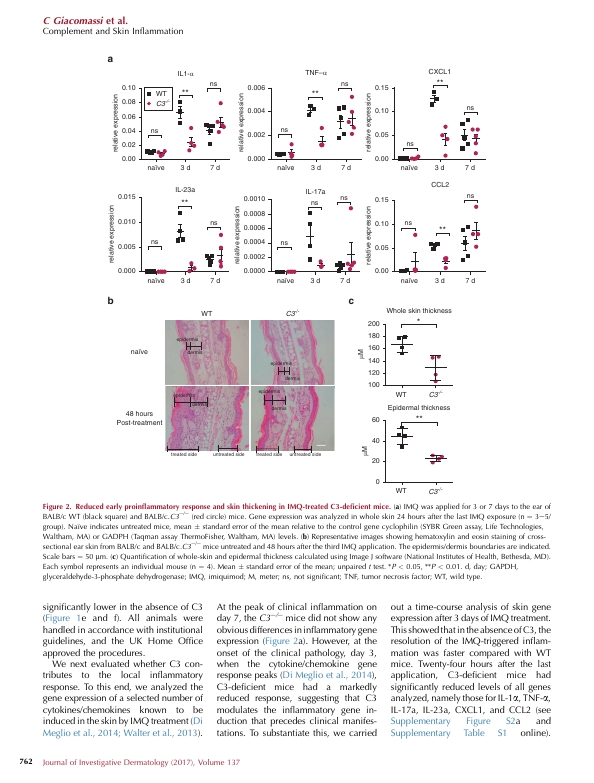 C Giacomassi et al.
Complement and Skin Inflammation
a
IL1-α
relative expression
0.10
0.08
0.06
0.04
0.02
0.00
WT
C3-/-
ns
**
ns
naïve
3 d
7 d
TNF-α
relative expression
0.006
0.004
0.002
0.000
ns
**
ns
naïve
3 d
7 d
CXCL1
relative expression
0.15
0.10
0.05
0.00
ns
**
ns
naïve
3 d
7 d
IL-23a
relative expression
0.015
0.010
0.005
0.000
ns
**
ns
naïve
3 d
7 d
IL-17a
relative expression
0.0010
0.0008
0.0006
0.0004
0.0002
0.0000
ns
ns
ns
naïve
3 d
7 d
CCL2
relative expression
0.15
0.10
0.05
0.00
ns
**
ns
naïve
3 d
7 d
b
WT
C3-/-
naïve
epidermis
dermis
epidermis
dermis
48 hours
Post-treatment
epidermis
dermis
epidermis
dermis
treated side
untreated side
treated side
untreated side
c
Whole skin thickness
μM
200
180
160
140
120
100
*
WT
C3-/-
Epidermal thickness
μM
60
40
20
0
**
WT
C3-/-
Figure 2. Reduced early proinflammatory response and skin thickening in IMQ-treated C3-deficient mice. (a) IMQ was applied for 3 or 7 days to the ear of
BALB/c WT (black square) and BALB/c.C3−/− (red circle) mice. Gene expression was analyzed in whole skin 24 hours after the last IMQ exposure (n = 3–5/
group). Naïve indicates untreated mice, mean ± standard error of the mean relative to the control gene cyclophilin (SYBR Green assay, Life Technologies,
Waltham, MA) or GADPH (Taqman assay ThermoFisher, Waltham, MA) levels. (b) Representative images showing hematoxylin and eosin staining of cross-
sectional ear skin from BALB/c and BALB/c.C3−/− mice untreated and 48 hours after the third IMQ application. The epidermis/dermis boundaries are indicated.
Scale bars = 50 μm. (c) Quantification of whole-skin and epidermal thickness calculated using Image J software (National Institutes of Health, Bethesda, MD).
Each symbol represents an individual mouse (n = 4). Mean ± standard error of the mean; unpaired t test. *P < 0.05, **P < 0.01. d, day; GAPDH,
glyceraldehyde-3-phosphate dehydrogenase; IMQ, imiquimod; M, meter; ns, not significant; TNF, tumor necrosis factor; WT, wild type.
significantly lower in the absence of C3
(Figure 1e and f). All animals were
handled in accordance with institutional
guidelines, and the UK Home Office
approved the procedures.
We next evaluated whether C3 con-
tributes to the local inflammatory
response. To this end, we analyzed the
gene expression of a selected number of
cytokines/chemokines known to be
induced in the skin by IMQ treatment (Di
Meglio et al., 2014; Walter et al., 2013).
At the peak of clinical inflammation on
day 7, the C3−/− mice did not show any
obvious differences in inflammatory gene
expression (Figure 2a). However, at the
onset of the clinical pathology, day 3,
when the cytokine/chemokine gene
response peaks (Di Meglio et al., 2014),
C3-deficient mice had a markedly
reduced response, suggesting that C3
modulates the inflammatory gene in-
duction that precedes clinical manifes-
tations. To substantiate this, we carried
out a time-course analysis of skin gene
expression after 3 days of IMQ treatment.
This showed that in the absence of C3, the
resolution of the IMQ-triggered inflam-
mation was faster compared with WT
mice. Twenty-four hours after the last
application, C3-deficient mice had
significantly reduced levels of all genes
analyzed, namely those for IL-1α, TNF-α,
IL-17a, IL-23a, CXCL1, and CCL2 (see
Supplementary Figure S2a and
Supplementary Table S1 online).
762 Journal of Investigative Dermatology (2017), Volume 137